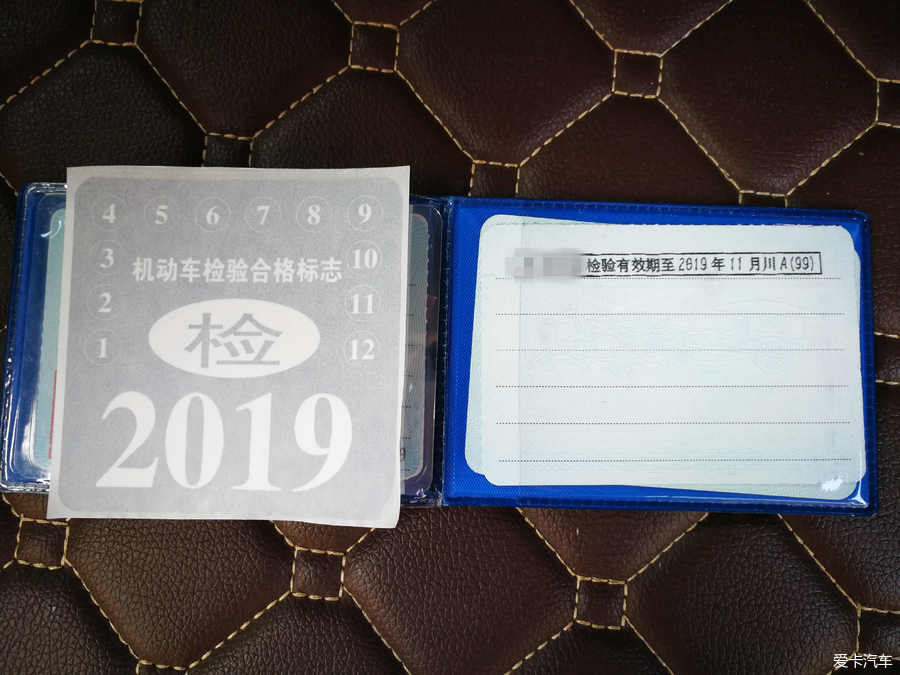 4 5 6 7 8 9
3 10
机动车检验合格标志
2 11
检
1 12
2019
检验有效期至2019年11月川A(99)
爱卡汽车